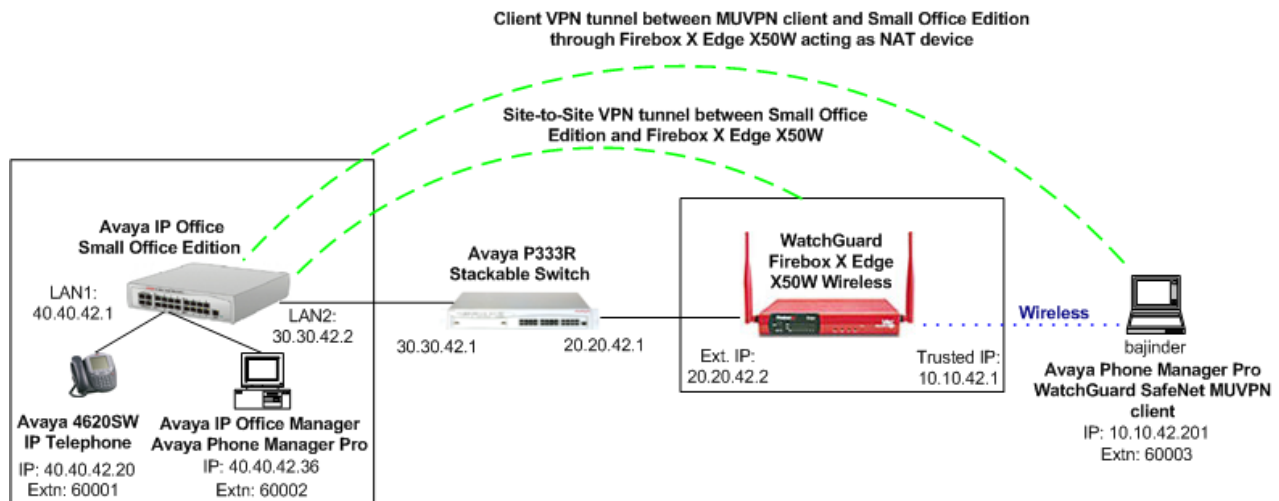 Client VPN tunnel between MUVPN client and Small Office Edition
through Firebox X Edge X50W acting as NAT device
Site-to-Site VPN tunnel between Small Office
Edition and Firebox X Edge X50W
Avaya IP Office
Small Office Edition
LAN1:
40.40.42.1
LAN2:
30.30.42.2
Avaya 4620SW
IP Telephone
IP: 40.40.42.20
Extn: 60001
Avaya IP Office Manager
Avaya Phone Manager Pro
IP: 40.40.42.36
Extn: 60002
Avaya P333R
Stackable Switch
30.30.42.1
20.20.42.1
WatchGuard
Firebox X Edge
X50W Wireless
Ext. IP:
20.20.42.2
Trusted IP:
10.10.42.1
Wireless
bajinder
Avaya Phone Manager Pro
WatchGuard SafeNet MUVPN
client
IP: 10.10.42.201
Extn: 60003